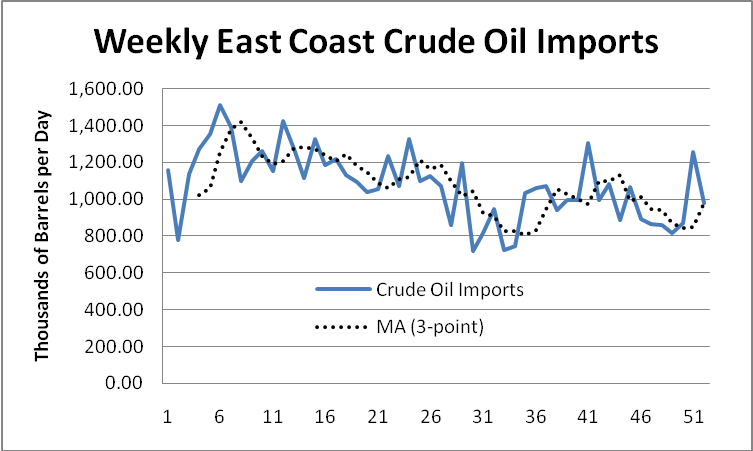 Weekly East Coast Crude Oil Imports
Thousands of Barrels per Day
1,600.00
1,400.00
1,200.00
1,000.00
800.00
600.00
400.00
200.00
0.00
Crude Oil Imports
MA (3-point)
1 6 11 16 21 26 31 36 41 46 51